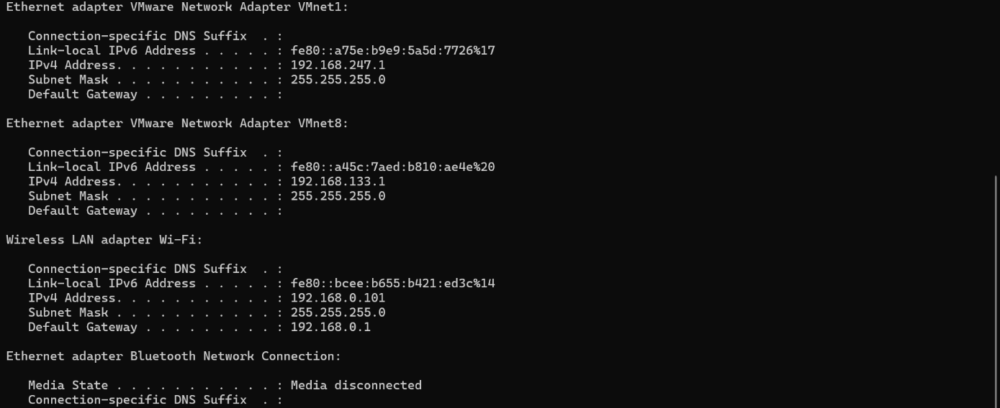 Ethernet adapter VMware Network Adapter VMnet1:
Connection-specific DNS Suffix  . :
Link-local IPv6 Address . . . . . : fe80::a75e:b9e9:5a5d:7726%17
IPv4 Address. . . . . . . . . . . : 192.168.247.1
Subnet Mask . . . . . . . . . . . : 255.255.255.0
Default Gateway . . . . . . . . . :
Ethernet adapter VMware Network Adapter VMnet8:
Connection-specific DNS Suffix  . :
Link-local IPv6 Address . . . . . : fe80::a45c:7aed:b810:ae4e%20
IPv4 Address. . . . . . . . . . . : 192.168.133.1
Subnet Mask . . . . . . . . . . . : 255.255.255.0
Default Gateway . . . . . . . . . :
Wireless LAN adapter Wi-Fi:
Connection-specific DNS Suffix  . :
Link-local IPv6 Address . . . . . : fe80::bcee:b655:b421:ed3c%14
IPv4 Address. . . . . . . . . . . : 192.168.0.101
Subnet Mask . . . . . . . . . . . : 255.255.255.0
Default Gateway . . . . . . . . . : 192.168.0.1
Ethernet adapter Bluetooth Network Connection:
Media State . . . . . . . . . . . : Media disconnected
Connection-specific DNS Suffix  . :